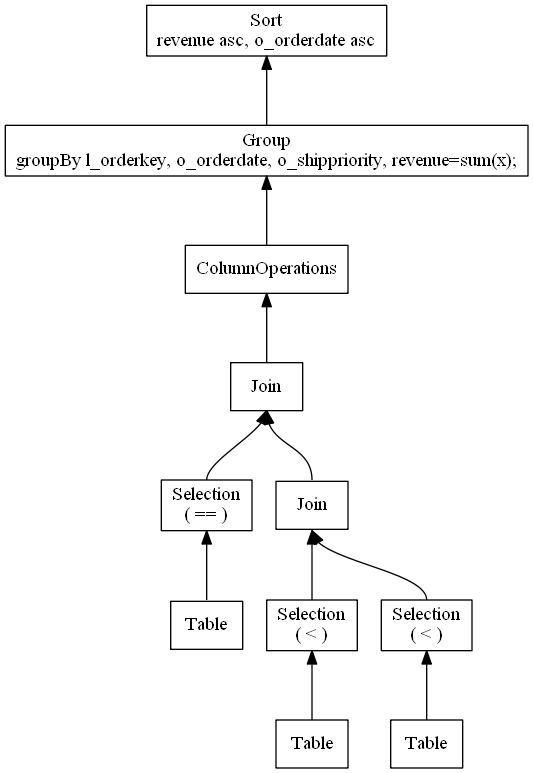 Sort
revenue asc, o_orderdate asc
Group
groupBy l_orderkey, o_orderdate, o_shippriority, revenue=sum(x);
ColumnOperations
Join
Selection
( == )
Join
Table
Selection
( < )
Selection
( < )
Table
Table